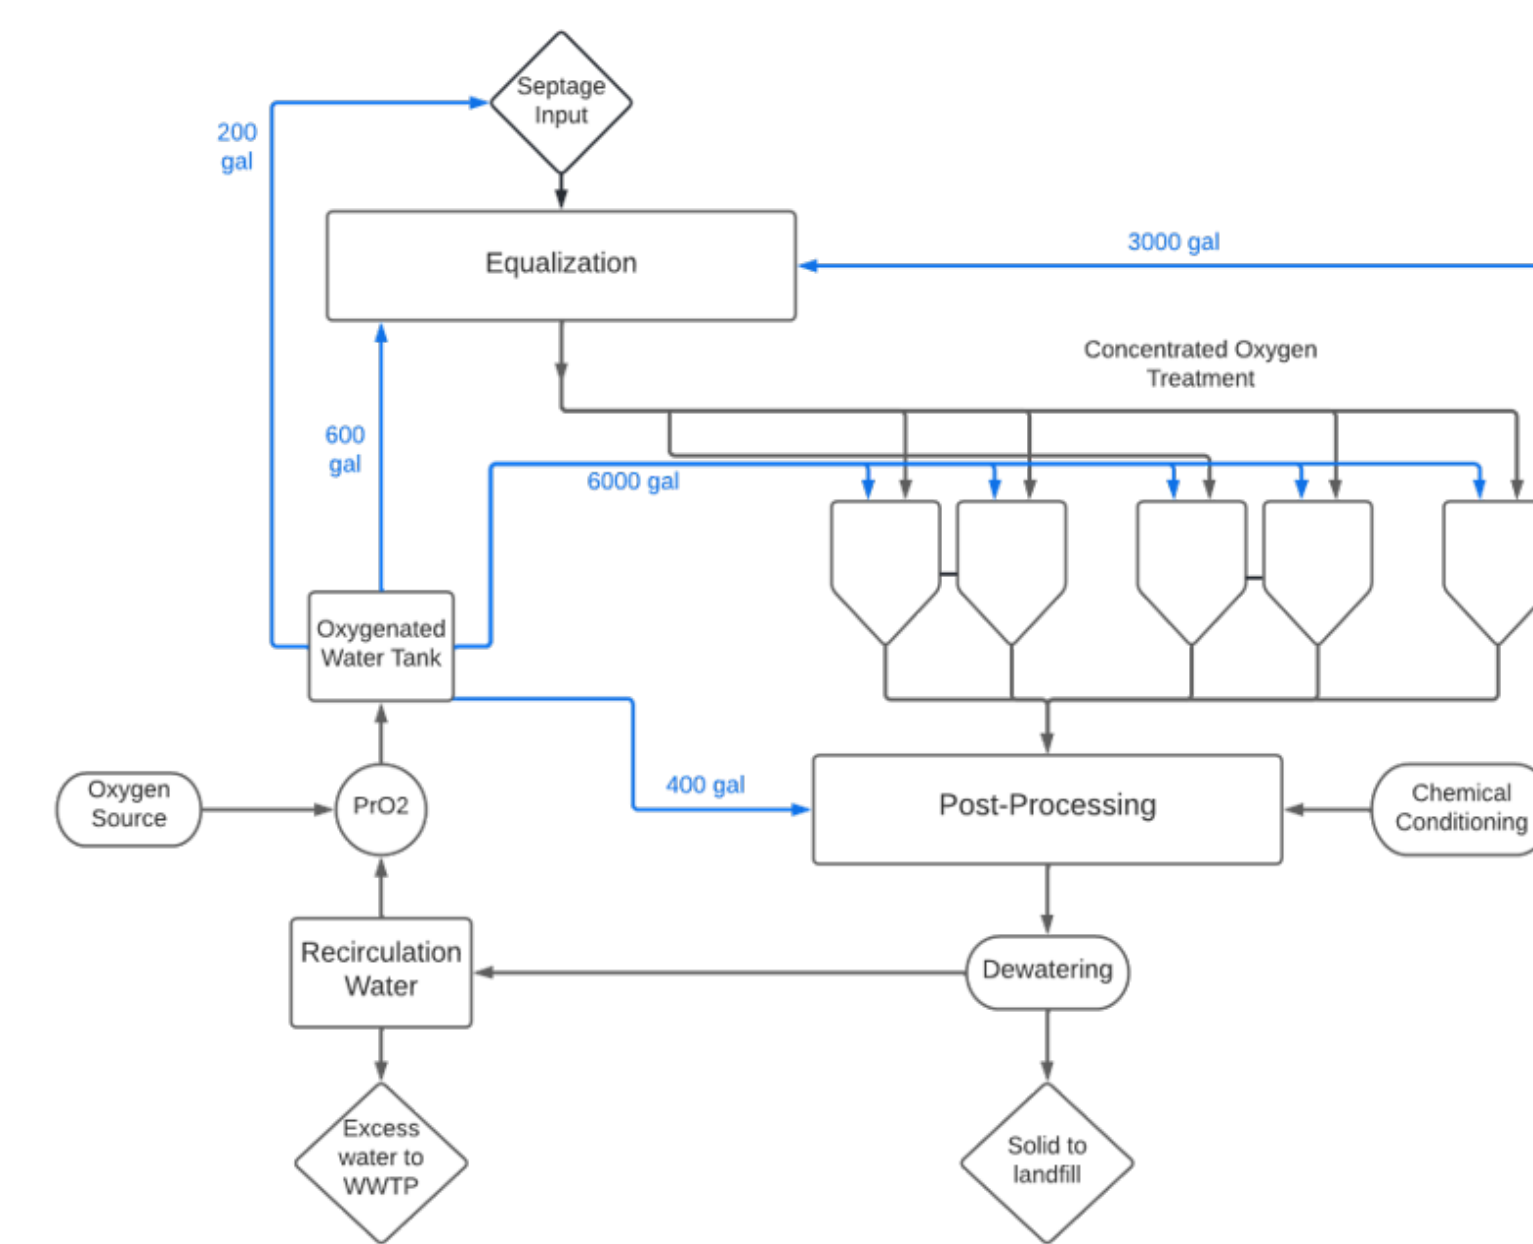 Septage
Input
200
gal
3000 gal
Equalization
Concentrated Oxygen
Treatment
600
gal
6000 gal
Oxygenated
Water Tank
400 gal
Oxygen
Source
PrO2
Post-Processing
Chemical
Conditioning
Recirculation
Water
Dewatering
Excess
water to
WWTP
Solid to
landfill